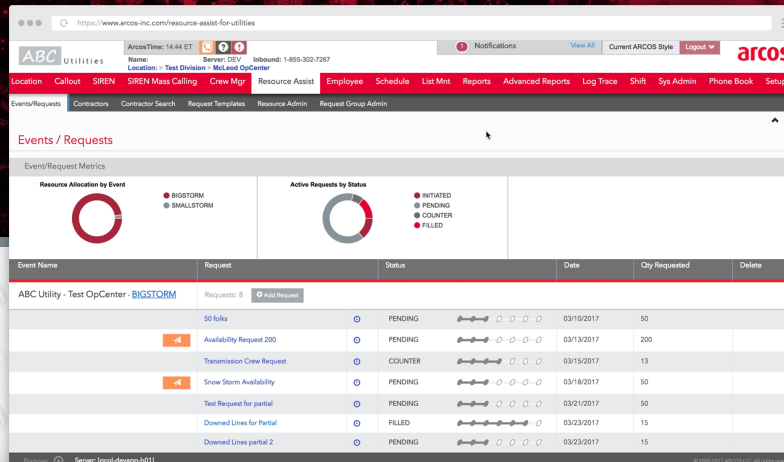 https://www.arcos-inc.com/resource-assist-for-utilities
ABC Utilities
ArcosTime: 14:44 ET
Name: Server: DEV Inbound: 1-855-302-7267
Location: > Test Division > McLeod OpCenter
1 Notifications View All Current ARCOS Style Logout
arcos
Location Callout SIREN SIREN Mass Calling Crew Mgr Resource Assist Employee Schedule List Mnt Reports Advanced Reports Log Trace Shift Sys Admin Phone Book Setup
Events/Requests Contractors Contractor Search Request Templates Resource Admin Request Group Admin
Events / Requests
Event/Request Metrics
Resource Allocation by Event
BIGSTORM
SMALLSTORM
Active Requests by Status
INITIATED
PENDING
COUNTER
FILLED
Event Name Request Status Date Qty Requested Delete
ABC Utility - Test OpCenter - BIGSTORM Requests: 8 Add Request
50 folks PENDING 03/10/2017 50
Availability Request 200 PENDING 03/13/2017 200
Transmission Crew Request COUNTER 03/15/2017 13
Snow Storm Availability PENDING 03/18/2017 50
Test Request for partial PENDING 03/21/2017 50
Downed Lines for Partial FILLED 03/23/2017 15
Downed Lines partial 2 PENDING 03/23/2017 15
Banner Server: [qcol-devapp-b01]